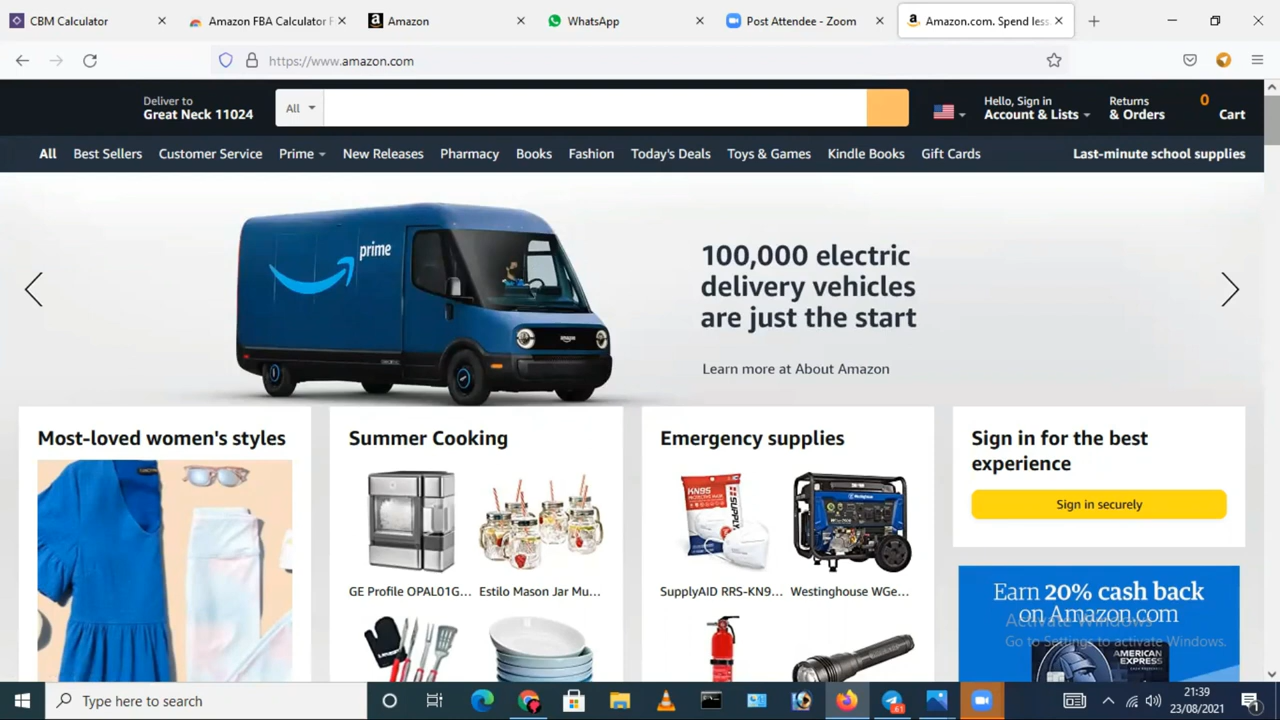 CBM Calculator
Amazon FBA Calculator F
Amazon
WhatsApp
Post Attendee - Zoom
Amazon.com. Spend less
https://www.amazon.com
Deliver to
Great Neck 11024
All
Hello, Sign in
Account & Lists
Returns
& Orders
0
Cart
All Best Sellers Customer Service Prime New Releases Pharmacy Books Fashion Today's Deals Toys & Games Kindle Books Gift Cards Last-minute school supplies
prime
100,000 electric
delivery vehicles
are just the start
Learn more at About Amazon
Most-loved women's styles
Summer Cooking
GE Profile OPAL01G... Estilo Mason Jar Mu...
Emergency supplies
KN95
SUPPLY
SupplyAID RRS-KN9... Westinghouse WGe...
Sign in for the best
experience
Sign in securely
Earn 20% cash back
on Amazon.com
AMERICAN
EXPRESS
Activate Windows
Go to Settings to activate Windows.
Type here to search
61
21:39
23/08/2021
1